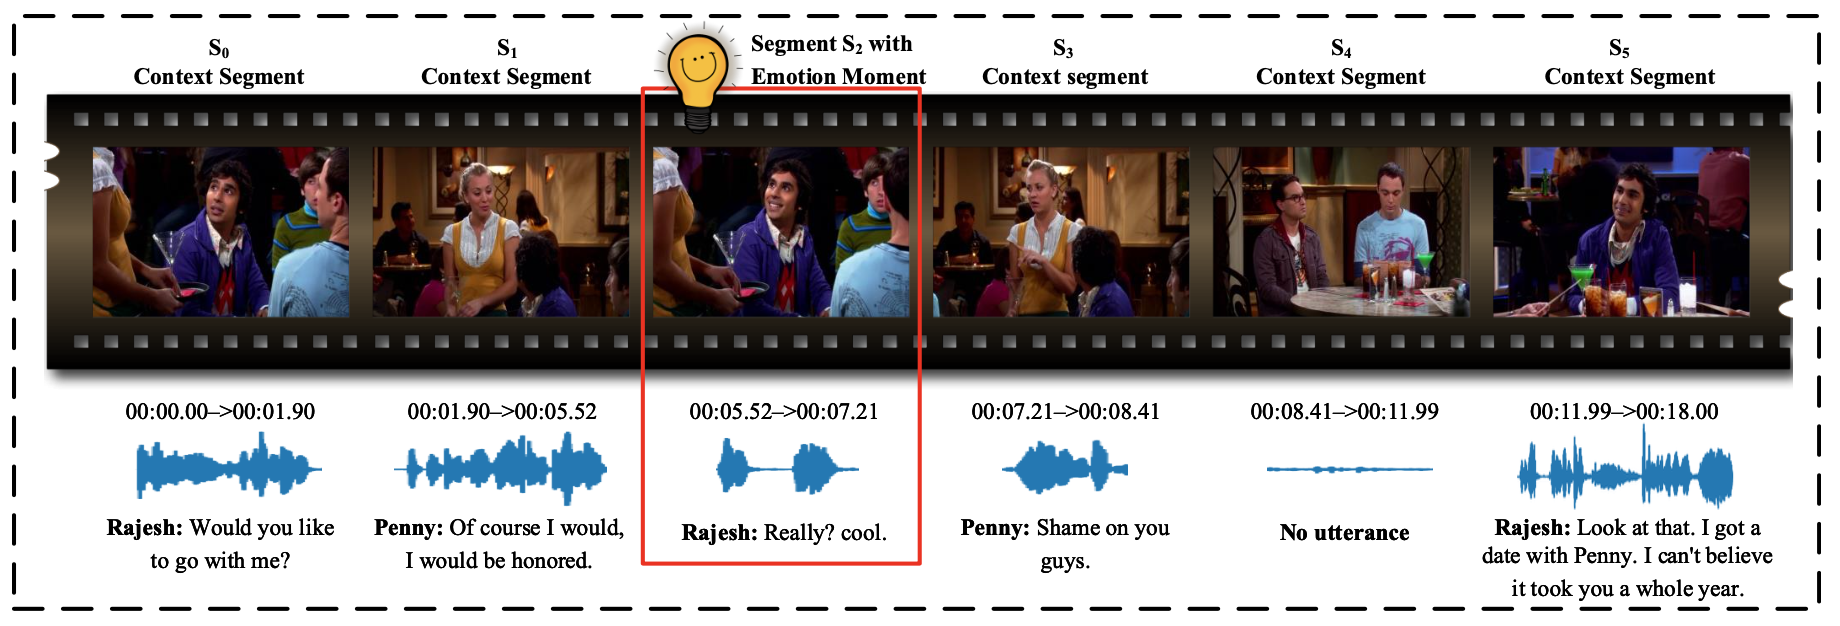 S0
Context Segment
S1
Context Segment
Segment S2 with
Emotion Moment
S3
Context segment
S4
Context Segment
S5
Context Segment
00:00.00–>00:01.90
00:01.90–>00:05.52
00:05.52–>00:07.21
00:07.21–>00:08.41
00:08.41–>00:11.99
00:11.99–>00:18.00
Rajesh: Would you like
to go with me?
Penny: Of course I would,
I would be honored.
Rajesh: Really? cool.
Penny: Shame on you
guys.
No utterance
Rajesh: Look at that. I got a
date with Penny. I can't believe
it took you a whole year.